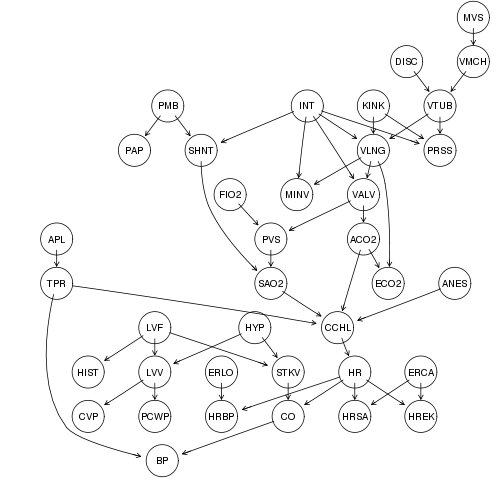 MVS
DISC
VMCH
PMB
INT
KINK
VTUB
PAP
SHNT
VLNG
PRSS
FIO2
MINV
VALV
APL
PVS
ACO2
TPR
SAO2
ECO2
ANES
LVF
HYP
CCHL
HIST
LVV
ERLO
STKV
HR
ERCA
CVP
PCWP
HRBP
CO
HRSA
HREK
BP